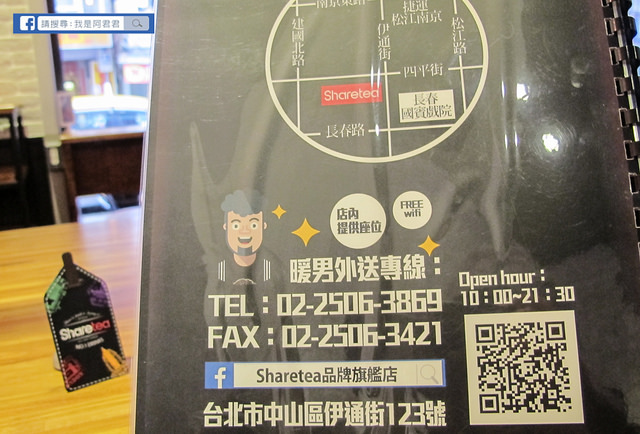 請搜尋：我是阿君君
南京東路
捷運
松江南京
建國北路
伊通街
松江路
四平街
Sharetea
長春
國賓戲院
長春路
店內
提供座位
FREE
wifi
暖男外送專線：
TEL：02-2506-3869
FAX：02-2506-3421
Open hour：
10：00~21：30
Sharetea品牌旗艦店
台北市中山區伊通街123號
Sharetea